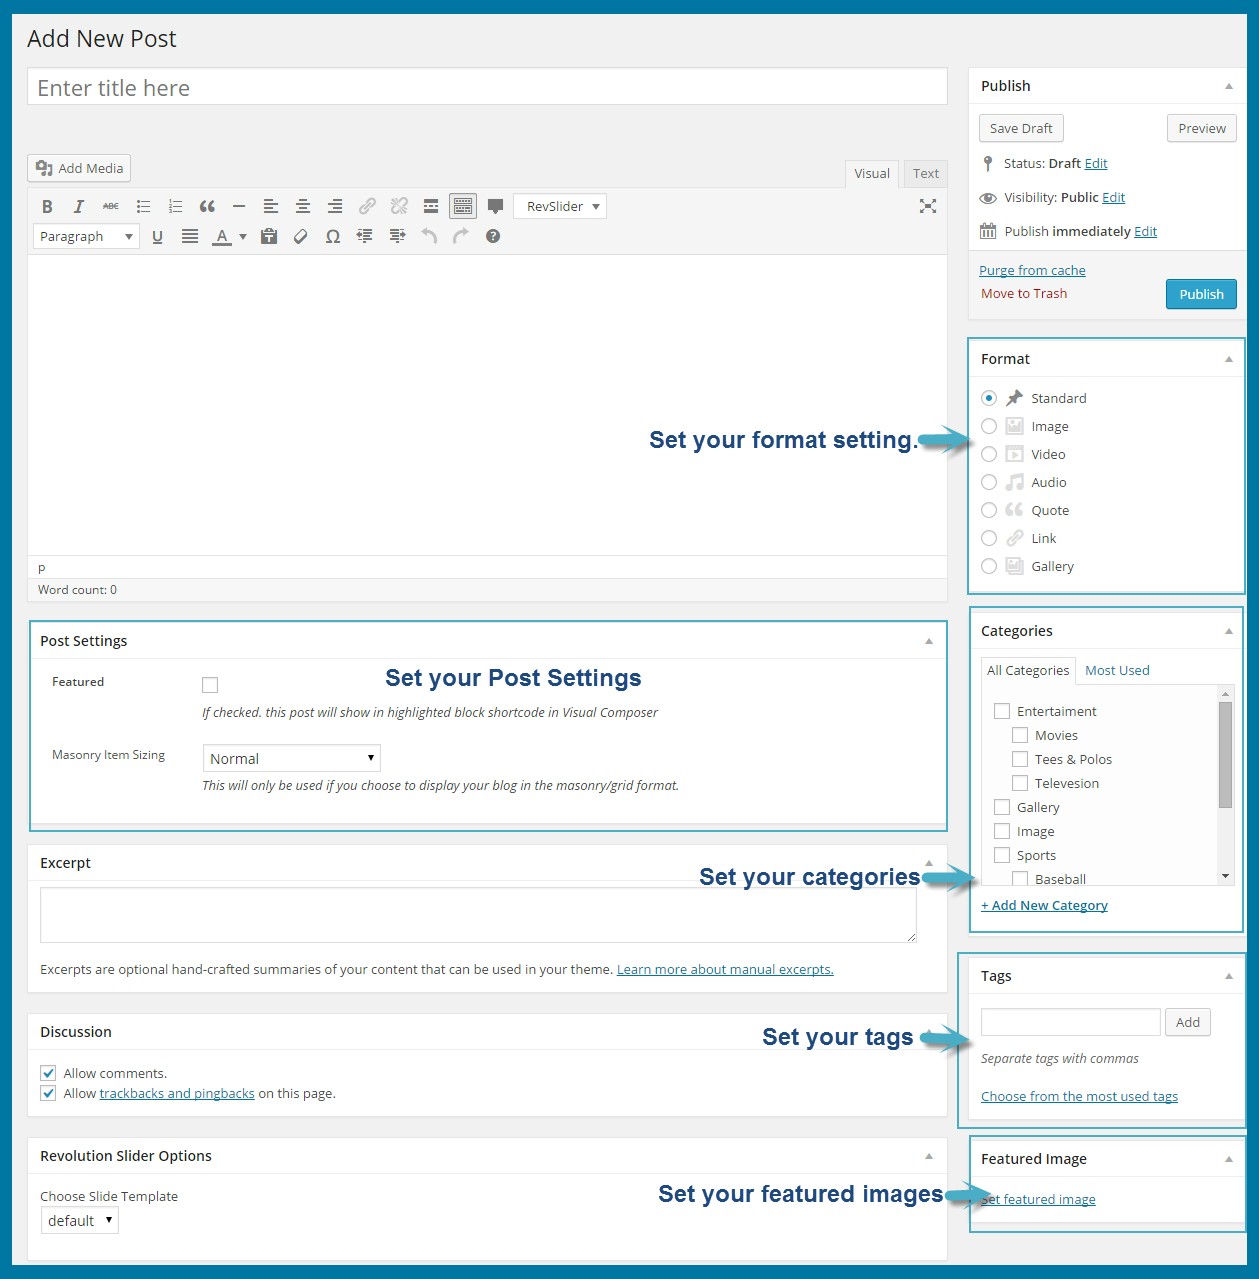 Add New Post
Enter title here
Add Media
Visual
Text
B I ABC RevSlider
Paragraph U A
p
Word count: 0
Post Settings
Set your Post Settings
Featured
If checked. this post will show in highlighted block shortcode in Visual Composer
Masonry Item Sizing
Normal
This will only be used if you choose to display your blog in the masonry/grid format.
Excerpt
Excerpts are optional hand-crafted summaries of your content that can be used in your theme. Learn more about manual excerpts.
Discussion
Allow comments.
Allow trackbacks and pingbacks on this page.
Revolution Slider Options
Choose Slide Template
default
Publish
Save Draft
Preview
Status: Draft Edit
Visibility: Public Edit
Publish immediately Edit
Purge from cache
Move to Trash
Publish
Set your format setting.
Format
Standard
Image
Video
Audio
Quote
Link
Gallery
Set your categories
Categories
All Categories
Most Used
Entertaiment
Movies
Tees & Polos
Televesion
Gallery
Image
Sports
Baseball
+ Add New Category
Set your tags
Tags
Add
Separate tags with commas
Choose from the most used tags
Set your featured images
Featured Image
Set featured image